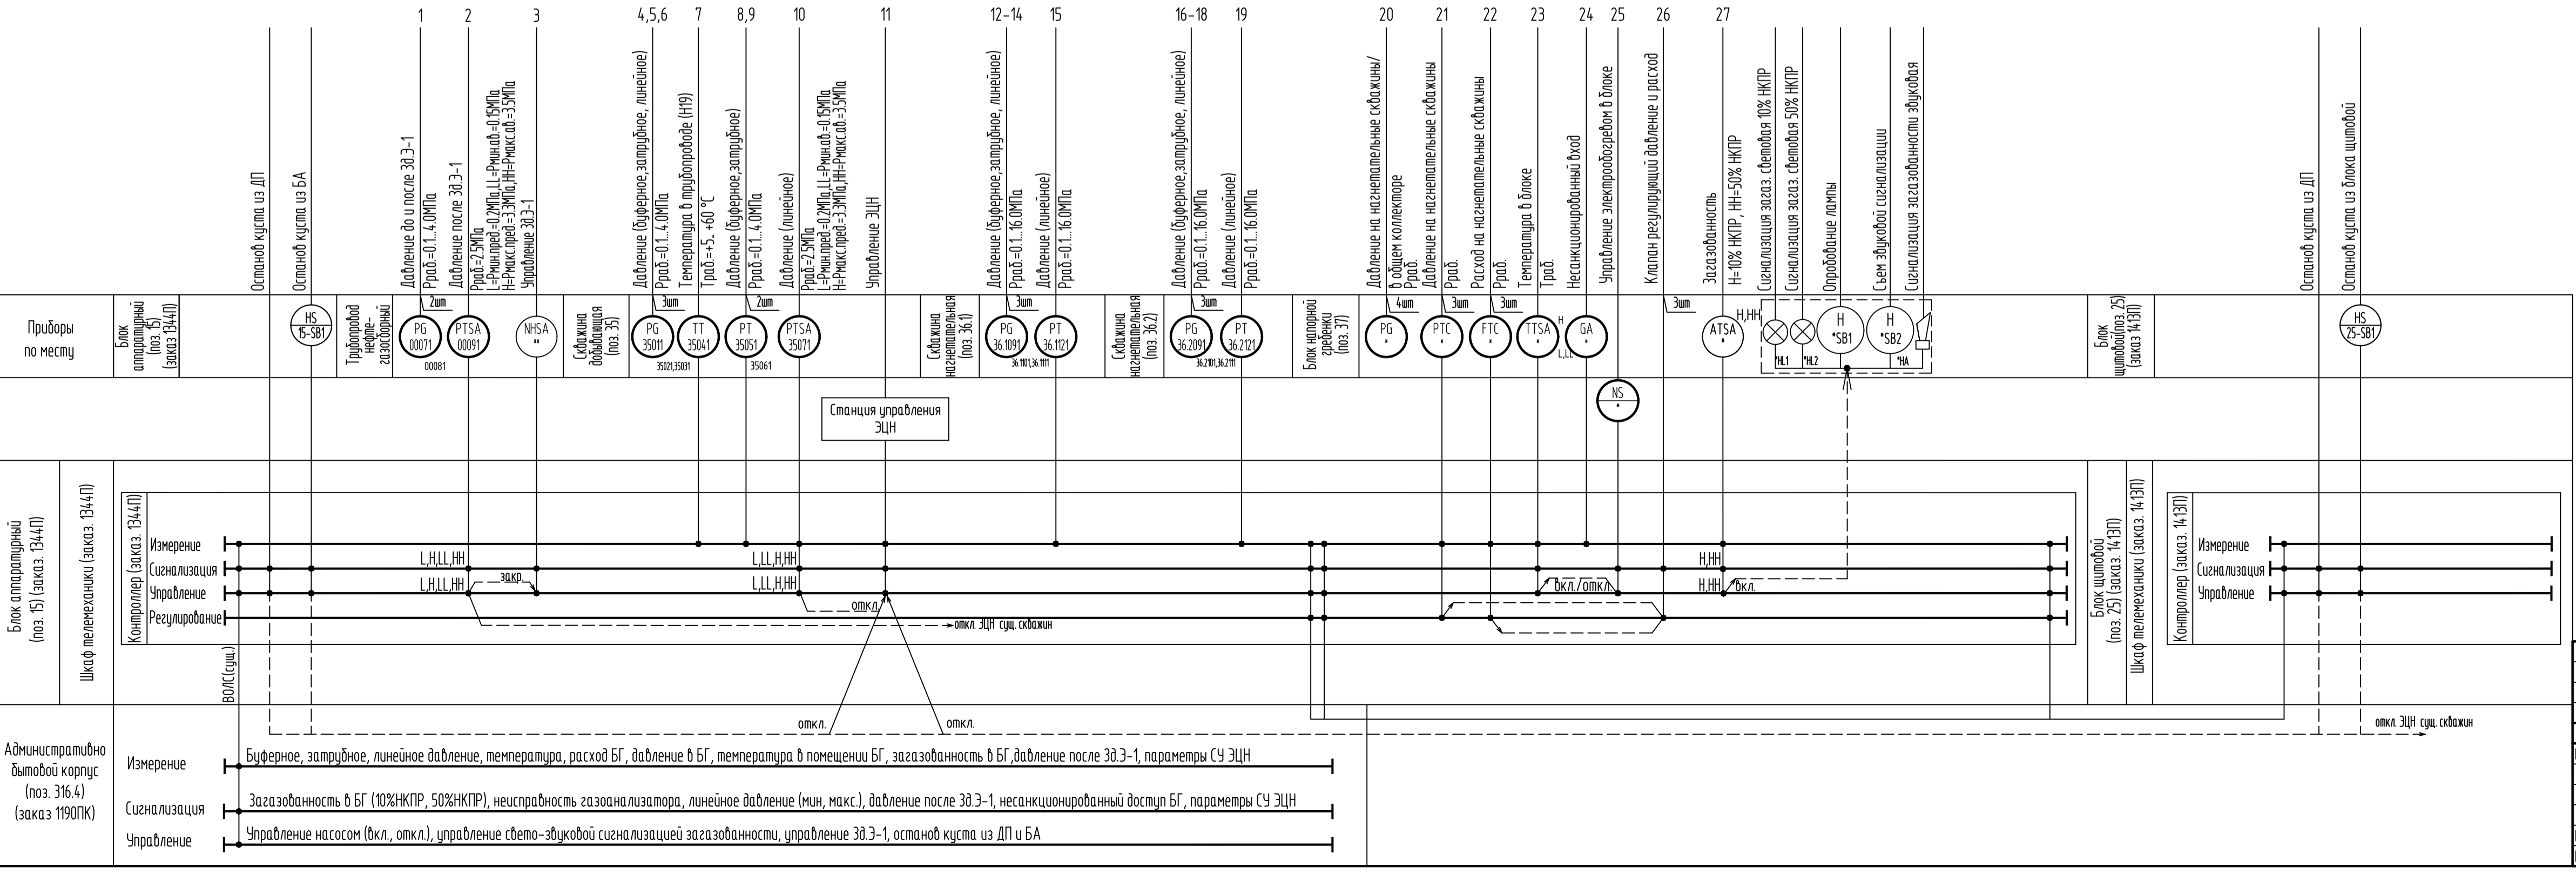 1
2
3
4,5,6
7
8,9
10
11
12-14
15
16-18
19
20
21
22
23
24
25
26
27
Останов куста из ДП
Останов куста из БА
Давление до и после Зд.Э-1
Pраб.=0.1...4.0МПа
Давление после Зд.Э-1
Pраб.=2.5МПа
L=Рмин.пред.=0.2МПа,LL=Рмин.ав.=0.15МПа
H=Рмакс.пред.=3.3МПа,HH=Рмакс.ав.=3.5МПа
Управление Зд.Э-1
Давление (буферное,затрубное, линейное)
Pраб.=0.1...4.0МПа
Температура в трубопроводе (Н19)
Траб.=+5.. +60 °С
Давление (буферное,затрубное)
Pраб.=0.1...4.0МПа
Давление (линейное)
Pраб.=2.5МПа
L=Рмин.пред.=0.2МПа,LL=Рмин.ав.=0.15МПа
H=Рмакс.пред.=3.3МПа,HH=Рмакс.ав.=3.5МПа
Управление ЭЦН
Давление (буферное,затрубное, линейное)
Pраб.=0.1...16.0МПа
Давление (линейное)
Pраб.=0.1...16.0МПа
Давление (буферное,затрубное, линейное)
Pраб.=0.1...16.0МПа
Давление (линейное)
Pраб.=0.1...16.0МПа
Давление на нагнетательные скважины/
в общем коллекторе
Pраб.
Давление на нагнетательные скважины
Pраб.
Расход на нагнетательные скважины
Pраб.
Температура в блоке
Траб.
Несанкционированный вход
Управление электрообогревом в блоке
Клапан регулирующий давление и расход
Загазованность
H=10% НКПР, HH=50% НКПР
Сигнализация загаз. световая 10% НКПР
Сигнализация загаз. световая 50% НКПР
Опробование лампы
Съем звуковой сигнализации
Сигнализация загазованности звуковая
Останов куста из ДП
Останов куста из блока щитовой
Приборы
по месту
Блок
аппаратурный
(поз. 15)
(заказ 1344П)
HS
15-SB1
Трубопровод
нефте-
газосборный
2шт
PG
00071
PTSA
00091
00081
NHSA
"
Скважина
добывающая
(поз. 35)
3шт
PG
35011
35021,35031
TT
35041
2шт
PT
35051
35061
PTSA
35071
Скважина
нагнетательная
(поз. 36.1)
3шт
PG
36.1091
36.1101,36.1111
PT
36.1121
Скважина
нагнетательная
(поз. 36.2)
3шт
PG
36.2091
36.2101,36.2111
PT
36.2121
Блок напорной
гребенки
(поз. 37)
4шт
PG
*
3шт
PTC
*
3шт
FTC
*
TTSA
*
H
L,LL
GA
*
NS
*
3шт
ATSA
*
H,HH
*HL1
*HL2
H
*SB1
H
*SB2
*HA
Блок
щитовой(поз. 25)
(заказ 1413П)
HS
25-SB1
Станция управления
ЭЦН
Блок аппаратурный
(поз. 15) (заказ. 1344П)
Шкаф телемеханики (заказ. 1344П)
Контроллер (заказ. 1344П)
Измерение
Сигнализация
Управление
Регулирование
L,H,LL,HH
L,H,LL,HH
закр.
L,LL,H,HH
L,LL,H,HH
откл.
откл. ЭЦН сущ. скважин
вкл./откл.
H,HH
H,HH
вкл.
Блок щитовой
(поз. 25) (заказ. 1413П)
Шкаф телемеханики (заказ. 1413П)
Контроллер (заказ. 1413П)
Измерение
Сигнализация
Управление
ВОЛС(сущ.)
откл.
откл.
откл. ЭЦН сущ. скважин
Административно
бытовой корпус
(поз. 316.4)
(заказ 1190ПК)
Измерение
Буферное, затрубное, линейное давление, температура, расход БГ, давление в БГ, температура в помещении БГ, загазованность в БГ,давление после Зд.Э-1, параметры СУ ЭЦН
Сигнализация
Загазованность в БГ (10%НКПР, 50%НКПР), неисправность газоанализатора, линейное давление (мин, макс.), давление после Зд.Э-1, несанкционированный доступ БГ, параметры СУ ЭЦН
Управление
Управление насосом (вкл., откл.), управление свето-звуковой сигнализацией загазованности, управление Зд.Э-1, останов куста из ДП и БА